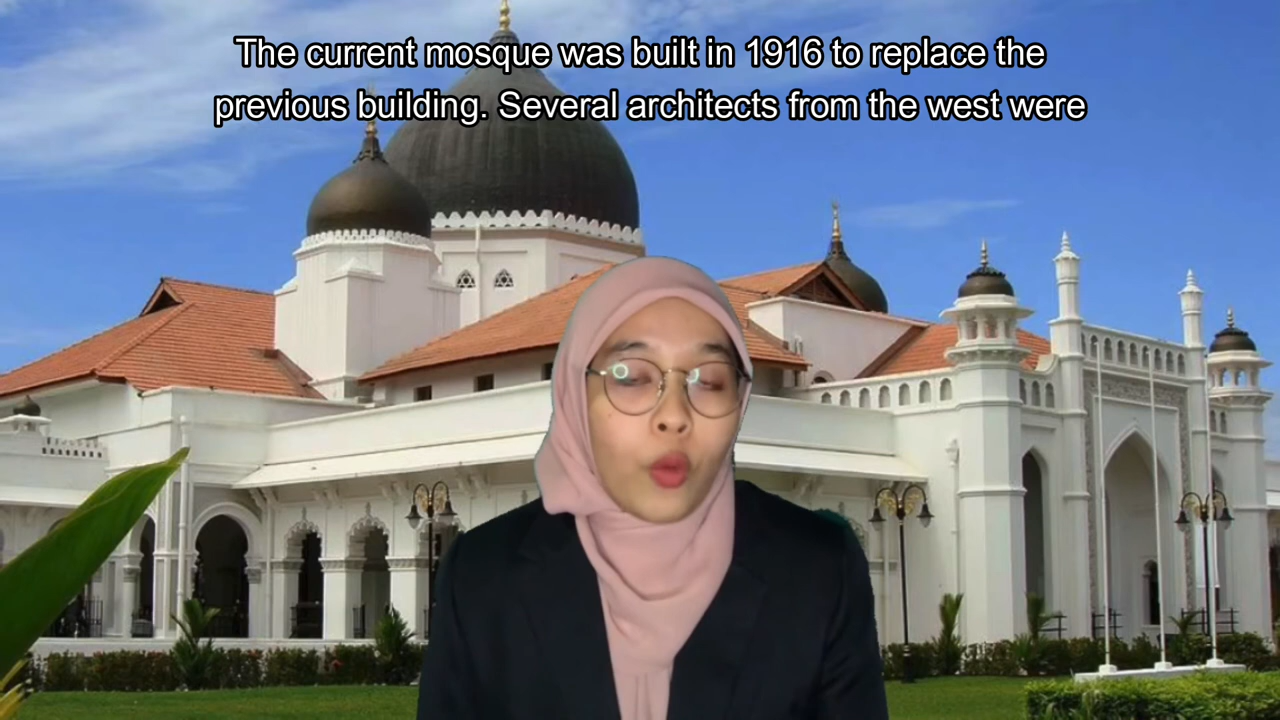 The current mosque was built in 1916 to replace the
previous building. Several architects from the west were